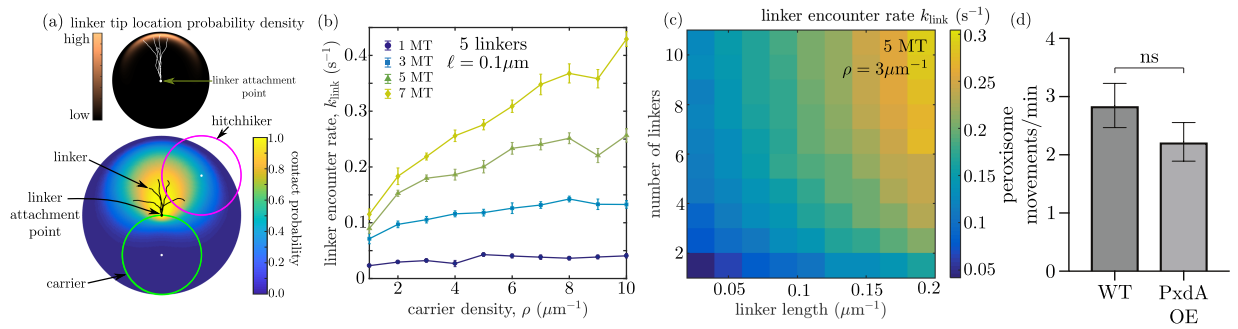 (a)
linker tip location probability density
high
low
linker attachment
point
hitchhiker
linker
linker
attachment
point
carrier
1.0
0.8
0.6
0.4
0.2
0.0
contact probability
(b)
linker encounter rate, k_link (s⁻¹)
0.4
0.3
0.2
0.1
0
1 MT
3 MT
5 MT
7 MT
5 linkers
ℓ = 0.1μm
2
4
6
8
10
carrier density, ρ (μm⁻¹)
(c)
linker encounter rate k_link (s⁻¹)
number of linkers
10
8
6
4
2
5 MT
ρ = 3μm⁻¹
0.05
0.1
0.15
0.2
linker length (μm⁻¹)
0.3
0.25
0.2
0.15
0.1
0.05
(d)
peroxisome
movements/min
4
3
2
1
0
ns
WT
PxdA
OE